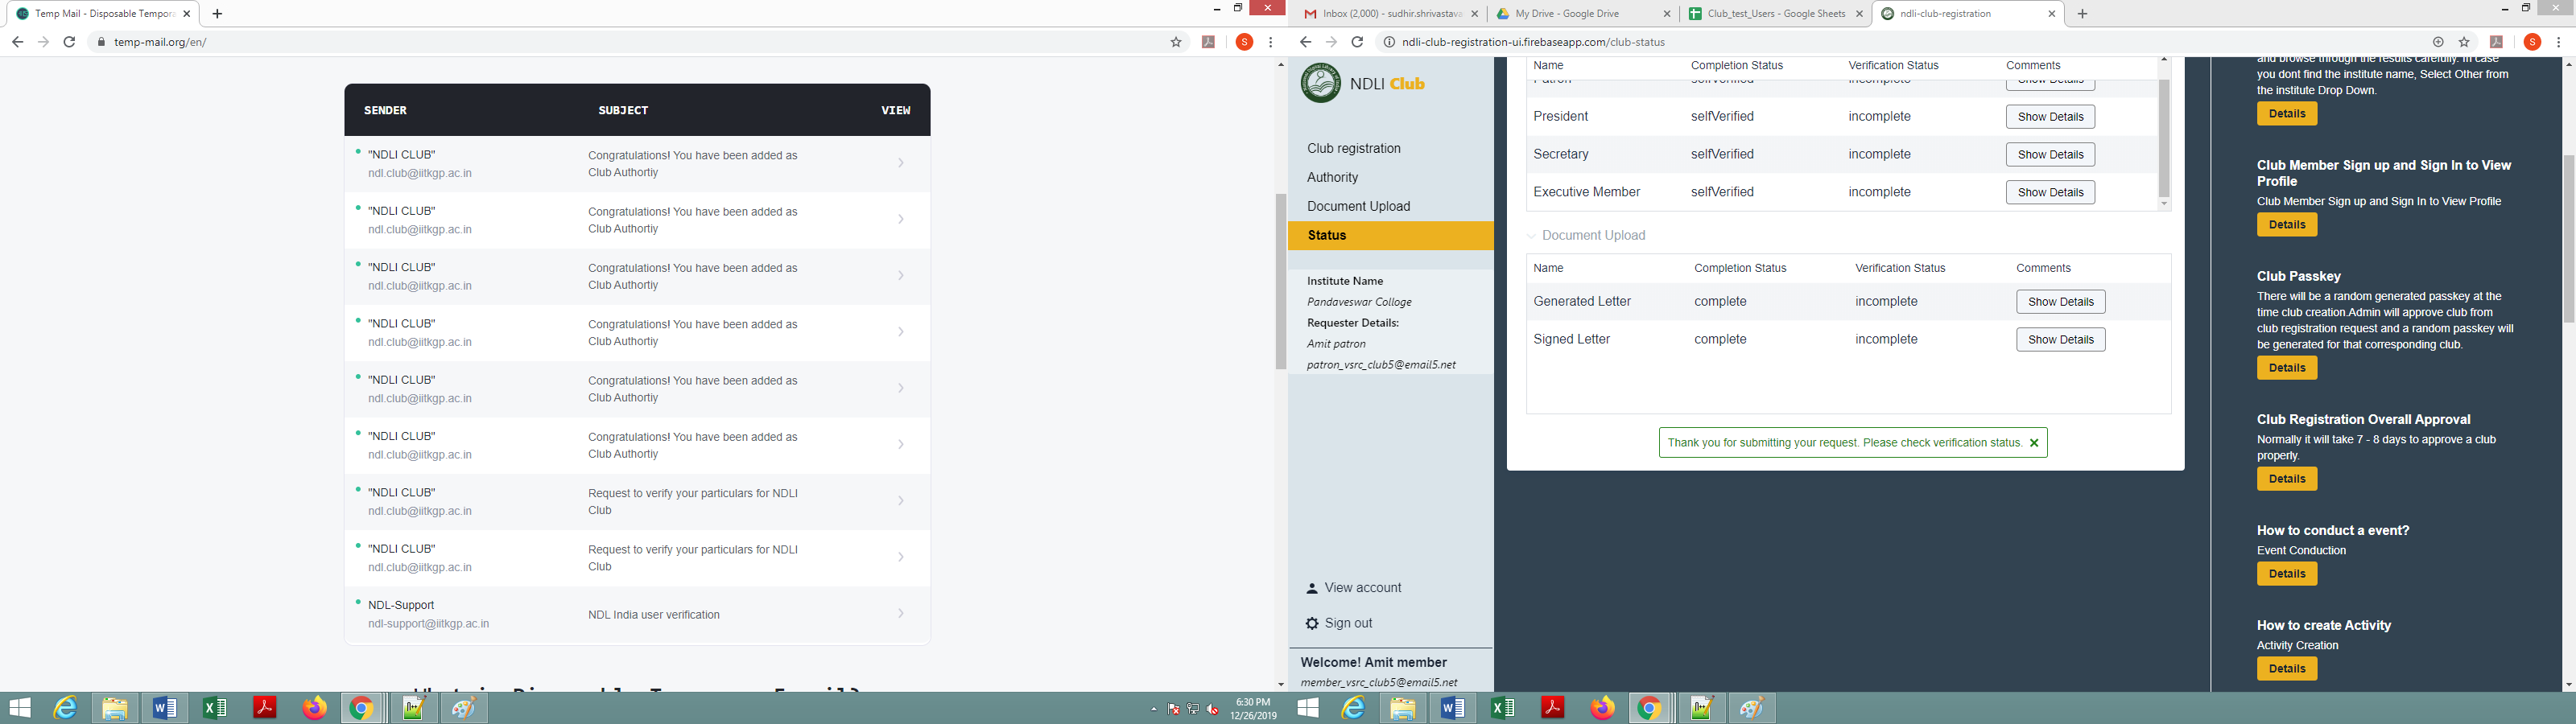 Temp Mail - Disposable Tempora
temp-mail.org/en/
S
SENDER SUBJECT VIEW
"NDLI CLUB"
ndl.club@iitkgp.ac.in
Congratulations! You have been added as
Club Authortiy
"NDLI CLUB"
ndl.club@iitkgp.ac.in
Congratulations! You have been added as
Club Authortiy
"NDLI CLUB"
ndl.club@iitkgp.ac.in
Congratulations! You have been added as
Club Authortiy
"NDLI CLUB"
ndl.club@iitkgp.ac.in
Congratulations! You have been added as
Club Authortiy
"NDLI CLUB"
ndl.club@iitkgp.ac.in
Congratulations! You have been added as
Club Authortiy
"NDLI CLUB"
ndl.club@iitkgp.ac.in
Congratulations! You have been added as
Club Authortiy
"NDLI CLUB"
ndl.club@iitkgp.ac.in
Request to verify your particulars for NDLI
Club
"NDLI CLUB"
ndl.club@iitkgp.ac.in
Request to verify your particulars for NDLI
Club
NDL-Support
ndl-support@iitkgp.ac.in
NDL India user verification
6:30 PM
12/26/2019
Inbox (2,000) - sudhir.shrivastava
My Drive - Google Drive
Club_test_Users - Google Sheets
ndli-club-registration
ndli-club-registration-ui.firebaseapp.com/club-status
S
NDLI Club
Club registration
Authority
Document Upload
Status
Institute Name
Pandaveswar Colloge
Requester Details:
Amit patron
patron_vsrc_club5@email5.net
View account
Sign out
Welcome! Amit member
member_vsrc_club5@email5.net
Name Completion Status Verification Status Comments
Patron selfVerified incomplete Show Details
President selfVerified incomplete Show Details
Secretary selfVerified incomplete Show Details
Executive Member selfVerified incomplete Show Details
Document Upload
Name Completion Status Verification Status Comments
Generated Letter complete incomplete Show Details
Signed Letter complete incomplete Show Details
Thank you for submitting your request. Please check verification status.
and browse through the results carefully. In case
you dont find the institute name, Select Other from
the institute Drop Down.
Details
Club Member Sign up and Sign In to View
Profile
Club Member Sign up and Sign In to View Profile
Details
Club Passkey
There will be a random generated passkey at the
time club creation.Admin will approve club from
club registration request and a random passkey will
be generated for that corresponding club.
Details
Club Registration Overall Approval
Normally it will take 7 - 8 days to approve a club
properly.
Details
How to conduct a event?
Event Conduction
Details
How to create Activity
Activity Creation
Details